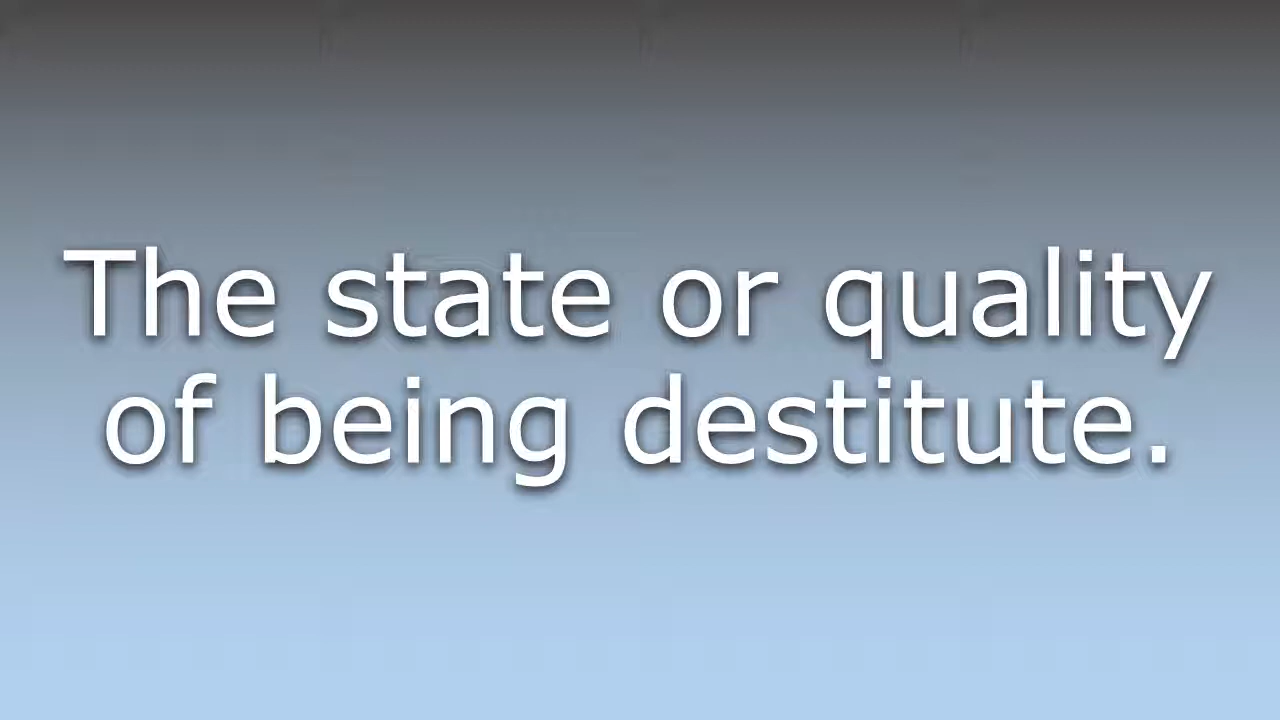 The state or quality
of being destitute.